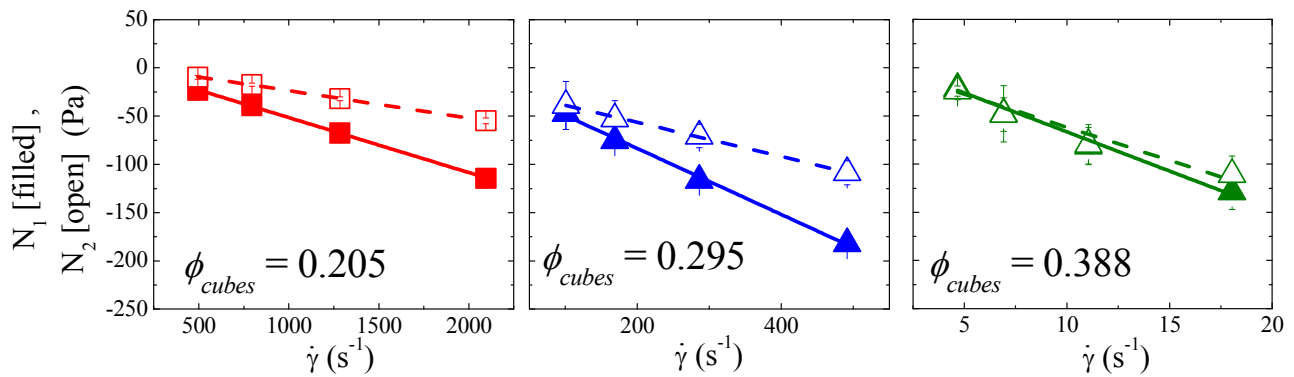 N₁ [filled] ,
N₂ [open] (Pa)
50
0
-50
-100
-150
-200
-250
ϕcubes = 0.205
ϕcubes = 0.295
ϕcubes = 0.388
500 1000 1500 2000
200 400
5 10 15 20
γ̇ (s⁻¹)
γ̇ (s⁻¹)
γ̇ (s⁻¹)